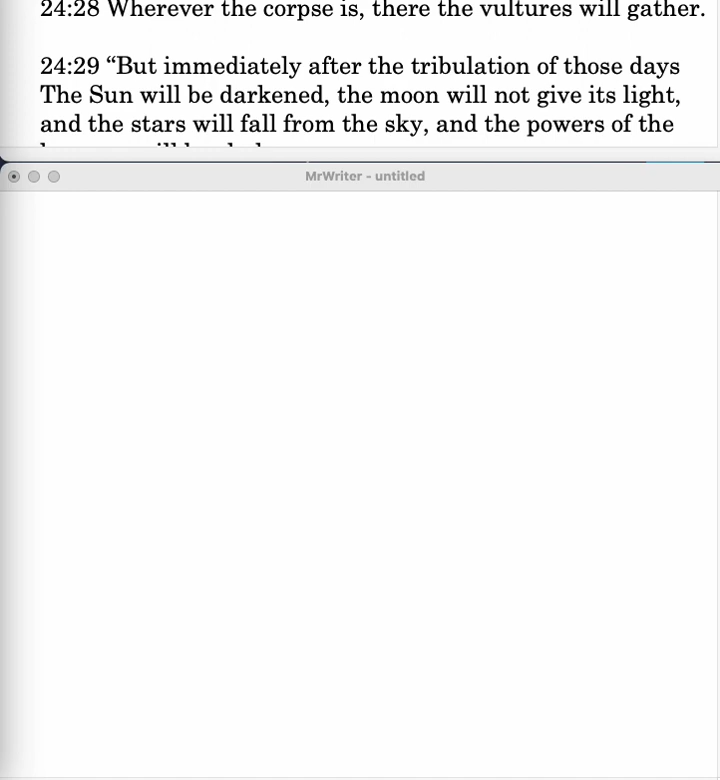 24:28 Wherever the corpse is, there the vultures will gather.
24:29 “But immediately after the tribulation of those days
The Sun will be darkened, the moon will not give its light,
and the stars will fall from the sky, and the powers of the
MrWriter - untitled